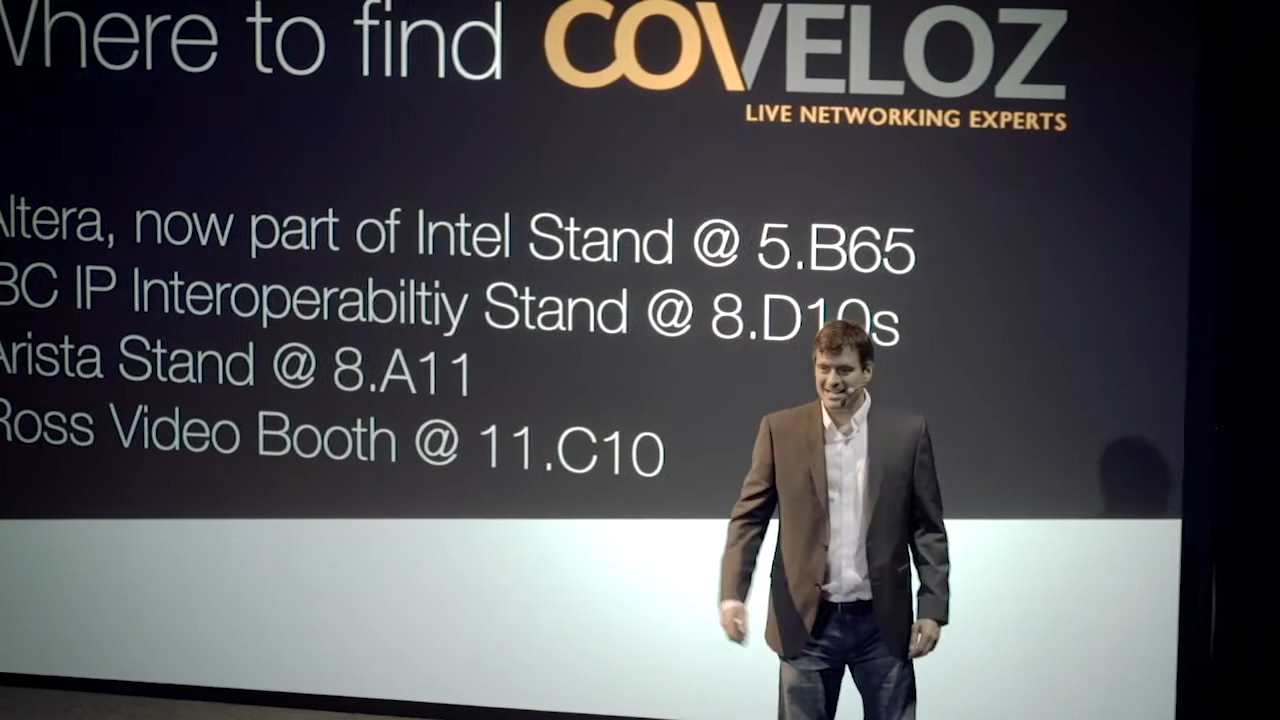 Where to find COVELOZ
LIVE NETWORKING EXPERTS
Altera, now part of Intel Stand @ 5.B65
IBC IP Interoperabiltiy Stand @ 8.D10s
Arista Stand @ 8.A11
Ross Video Booth @ 11.C10